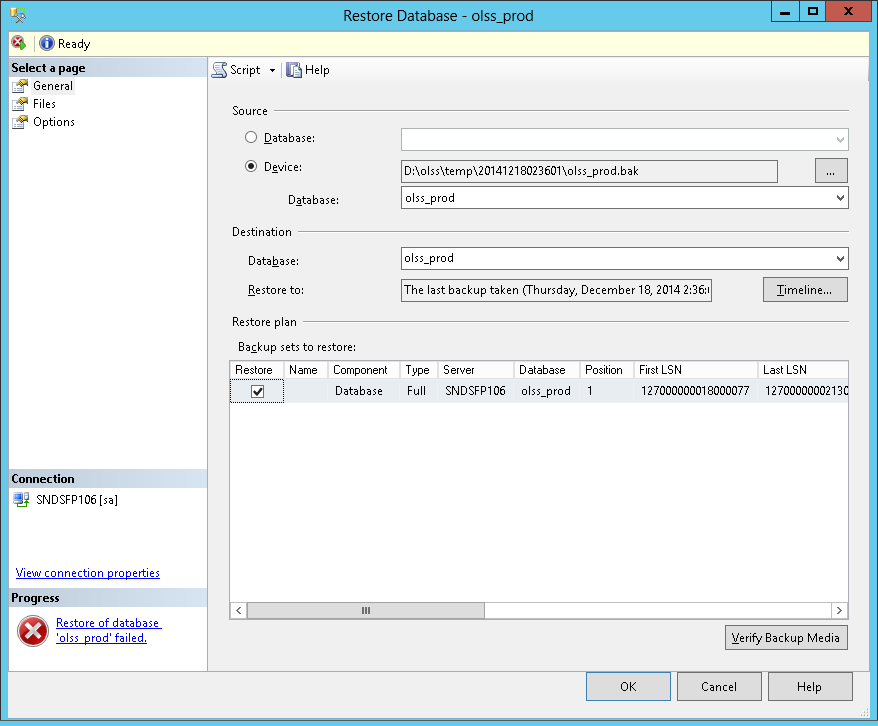 Restore Database - olss_prod
Ready
Select a page
General
Files
Options
Script
Help
Source
Database:
Device:
D:\olss\temp\20141218023601\olss_prod.bak
...
Database:
olss_prod
Destination
Database:
olss_prod
Restore to:
The last backup taken (Thursday, December 18, 2014 2:36:
Timeline...
Restore plan
Backup sets to restore:
Restore Name Component Type Server Database Position First LSN Last LSN
Database Full SNDSFP106 olss_prod 1 127000000018000077 12700000002130
Connection
SNDSFP106 [sa]
View connection properties
Progress
Restore of database
'olss_prod' failed.
Verify Backup Media
OK
Cancel
Help